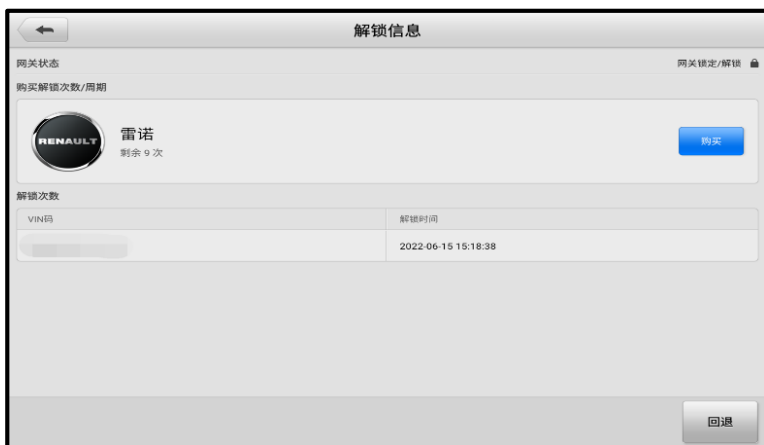 解锁信息
网关状态
网关锁定/解锁
购买解锁次数/周期
RENAULT
雷诺
剩余 9 次
购买
解锁次数
VIN码
解锁时间
2022-06-15 15:18:38
回退